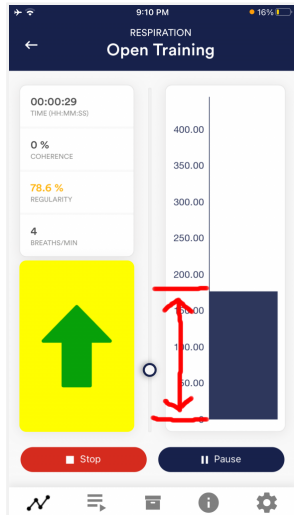 9:10 PM
16%
RESPIRATION
Open Training
00:00:29
TIME (HH:MM:SS)
0 %
COHERENCE
78.6 %
REGULARITY
4
BREATHS/MIN
400.00
350.00
300.00
250.00
200.00
150.00
100.00
50.00
0
Stop
Pause